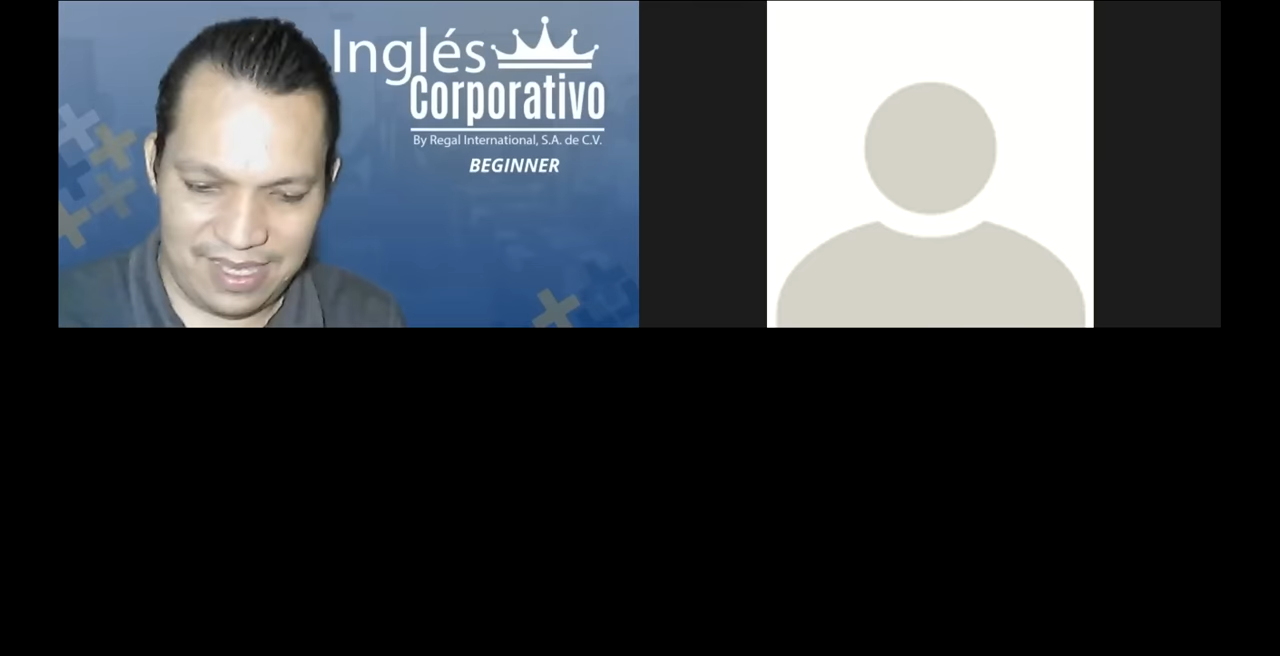 Inglés
Corporativo
By Regal International, S.A. de C.V.
BEGINNER